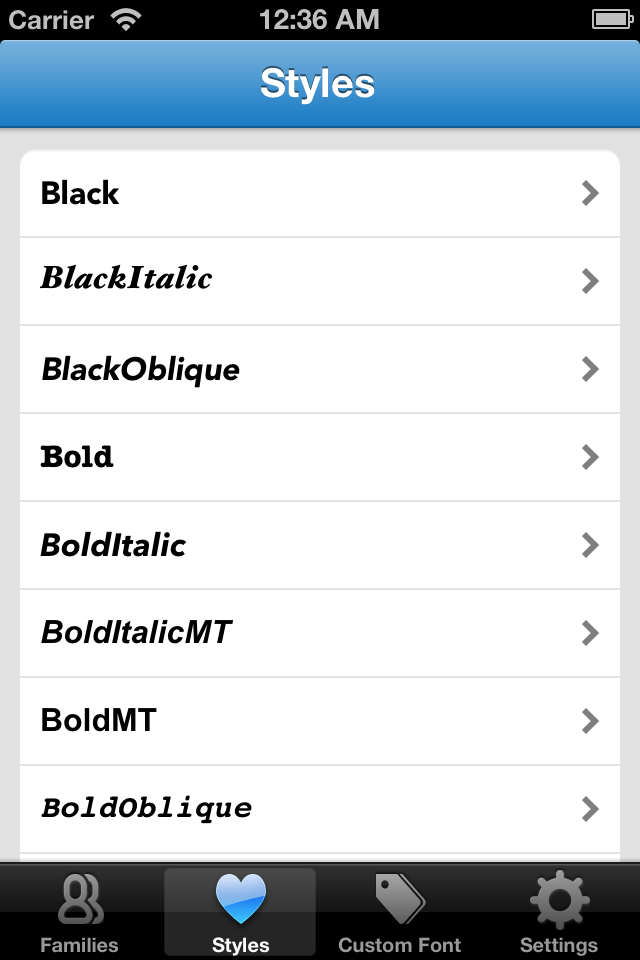 Carrier 12:36 AM
Styles
Black
BlackItalic
BlackOblique
Bold
BoldItalic
BoldItalicMT
BoldMT
BoldOblique
Families Styles Custom Font Settings